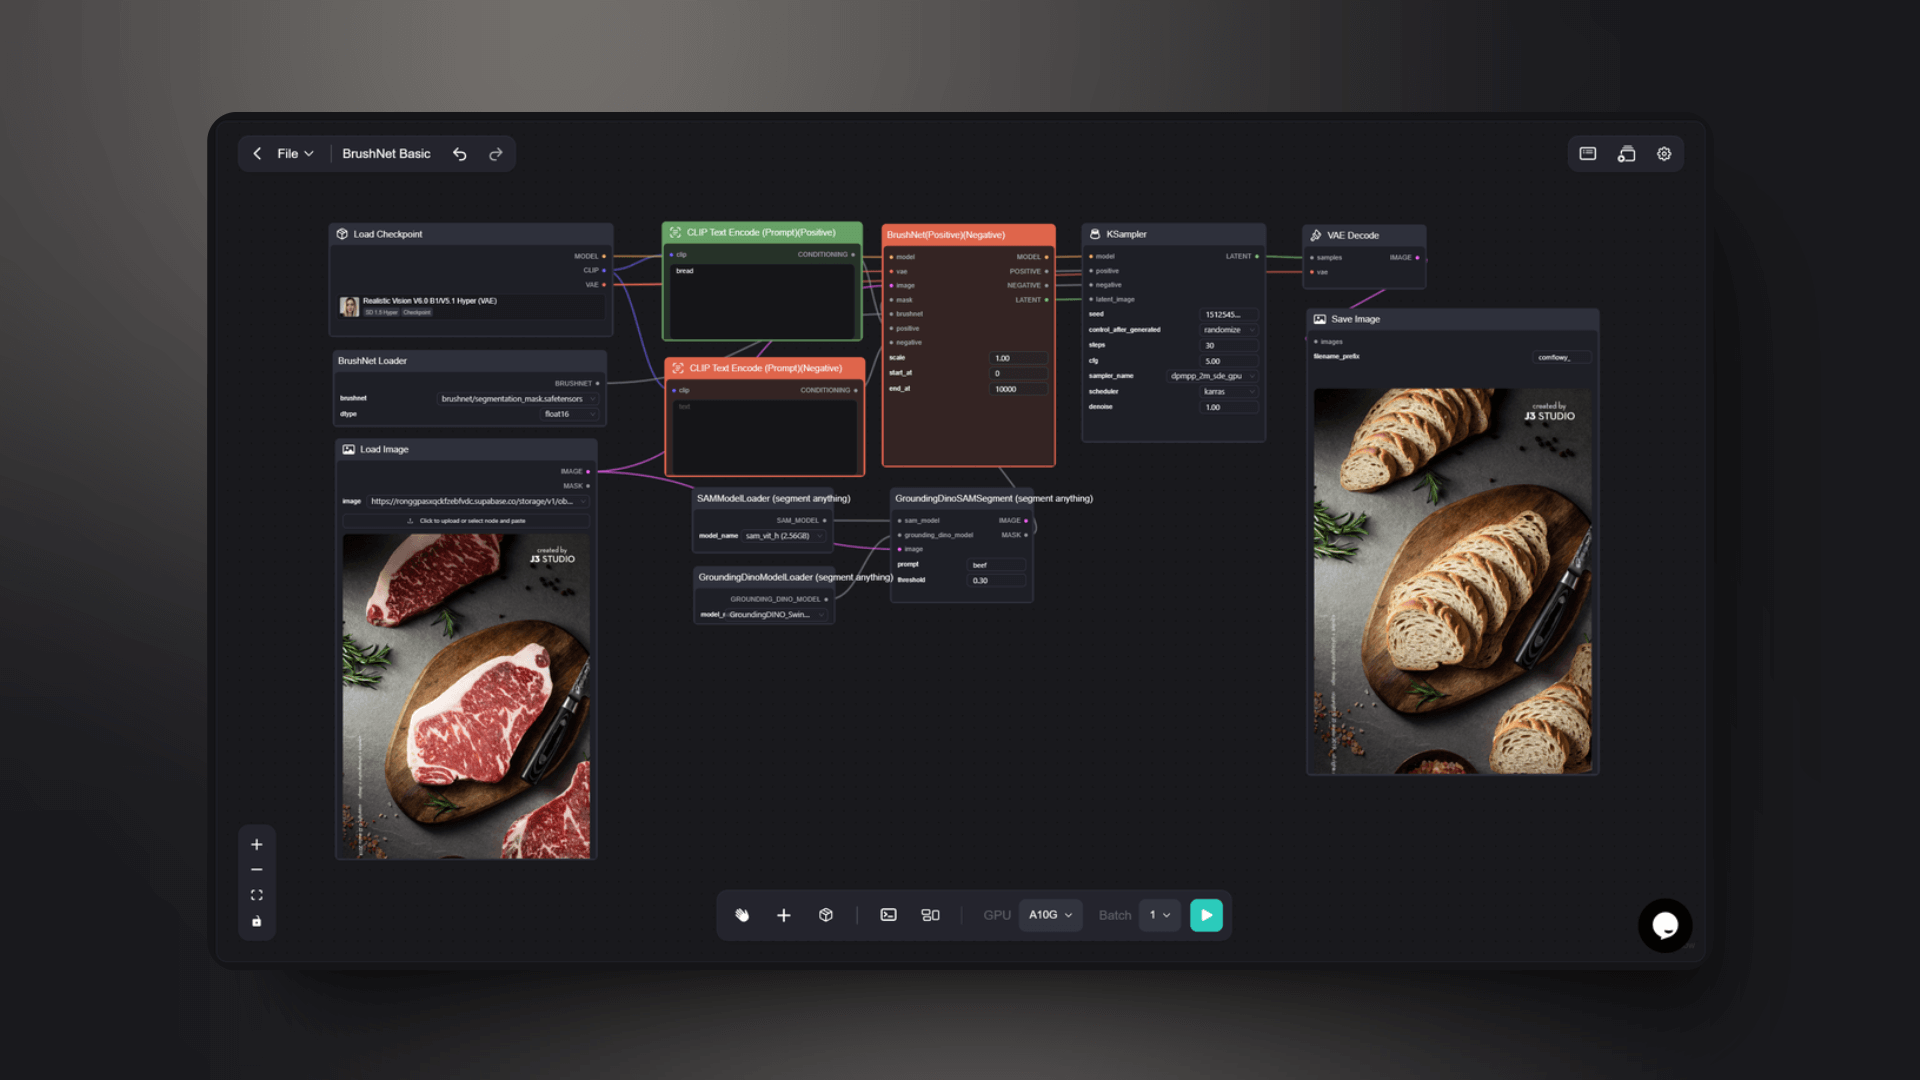 File
BrushNet Basic
Load Checkpoint
MODEL
CLIP
VAE
Realistic Vision V6.0 B1/V5.1 Hyper (VAE)
SD 1.5 Hyper Checkpoint
BrushNet Loader
BRUSHNET
brushnet brushnet/segmentation_mask.safetensors
dtype float16
Load Image
IMAGE
MASK
image https://ronggpasxqckfzebfvdc.supabase.co/storage/v1/ob...
Click to upload or select node and paste
created by
J3 STUDIO
CLIP Text Encode (Prompt)(Positive)
clip CONDITIONING
bread
CLIP Text Encode (Prompt)(Negative)
clip CONDITIONING
text
SAMModelLoader (segment anything)
SAM_MODEL
model_name sam_vit_h (2.56GB)
GroundingDinoModelLoader (segment anything)
GROUNDING_DINO_MODEL
GroundingDINO_Swin...
BrushNet(Positive)(Negative)
model MODEL
vae POSITIVE
image NEGATIVE
mask LATENT
brushnet
positive
negative
scale 1.00
start_at 0
end_at 10000
GroundingDinoSAMSegment (segment anything)
sam_model IMAGE
grounding_dino_model MASK
image
prompt beef
threshold 0.30
KSampler
model LATENT
positive
negative
latent_image
seed 1512545...
control_after_generated randomize
steps 30
cfg 5.00
sampler_name dpmpp_2m_sde_gpu
scheduler karras
denoise 1.00
VAE Decode
samples IMAGE
vae
Save Image
images
filename_prefix comflowy_
created by
J3 STUDIO
GPU A10G Batch 1